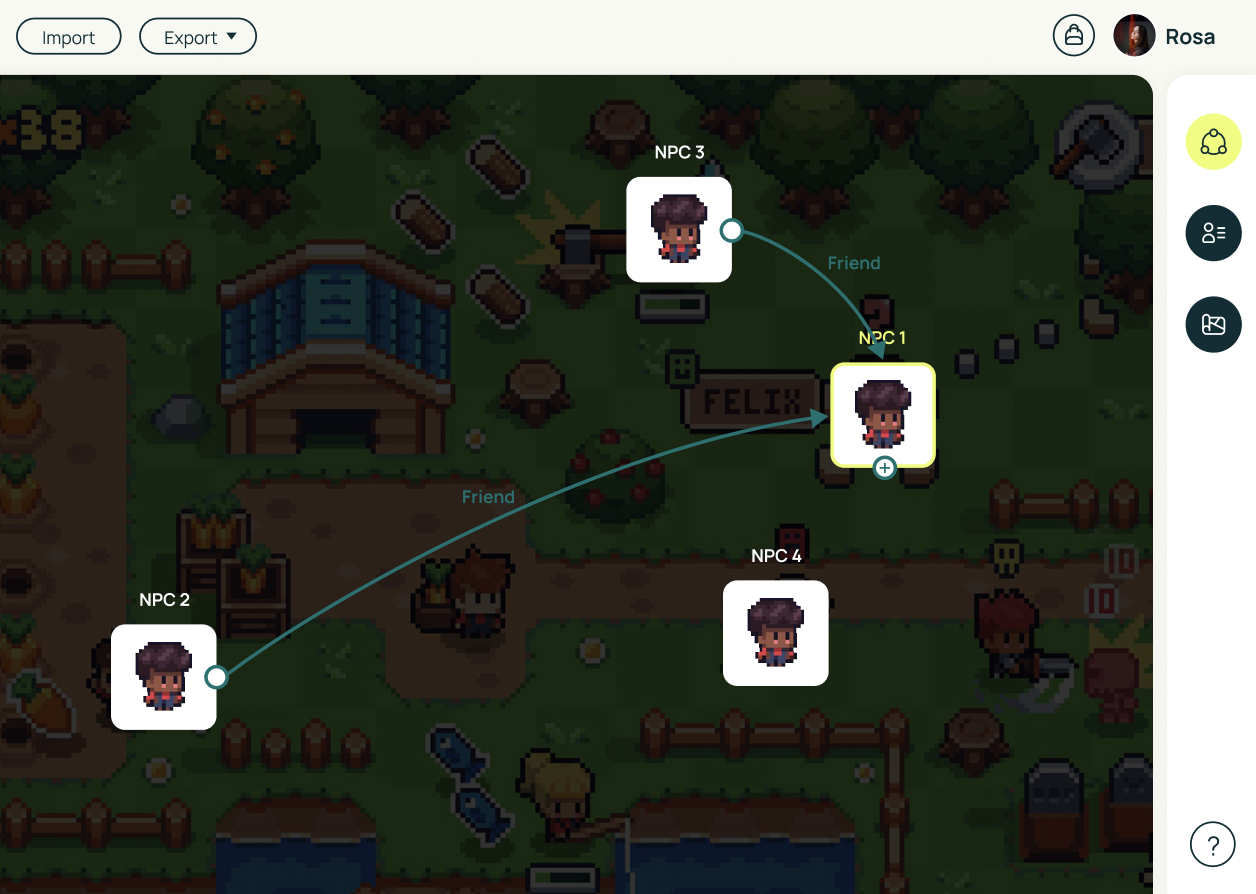 Import
Export
Rosa
38
NPC 3
Friend
NPC 1
FELIX
Friend
NPC 4
10
10
NPC 2
?